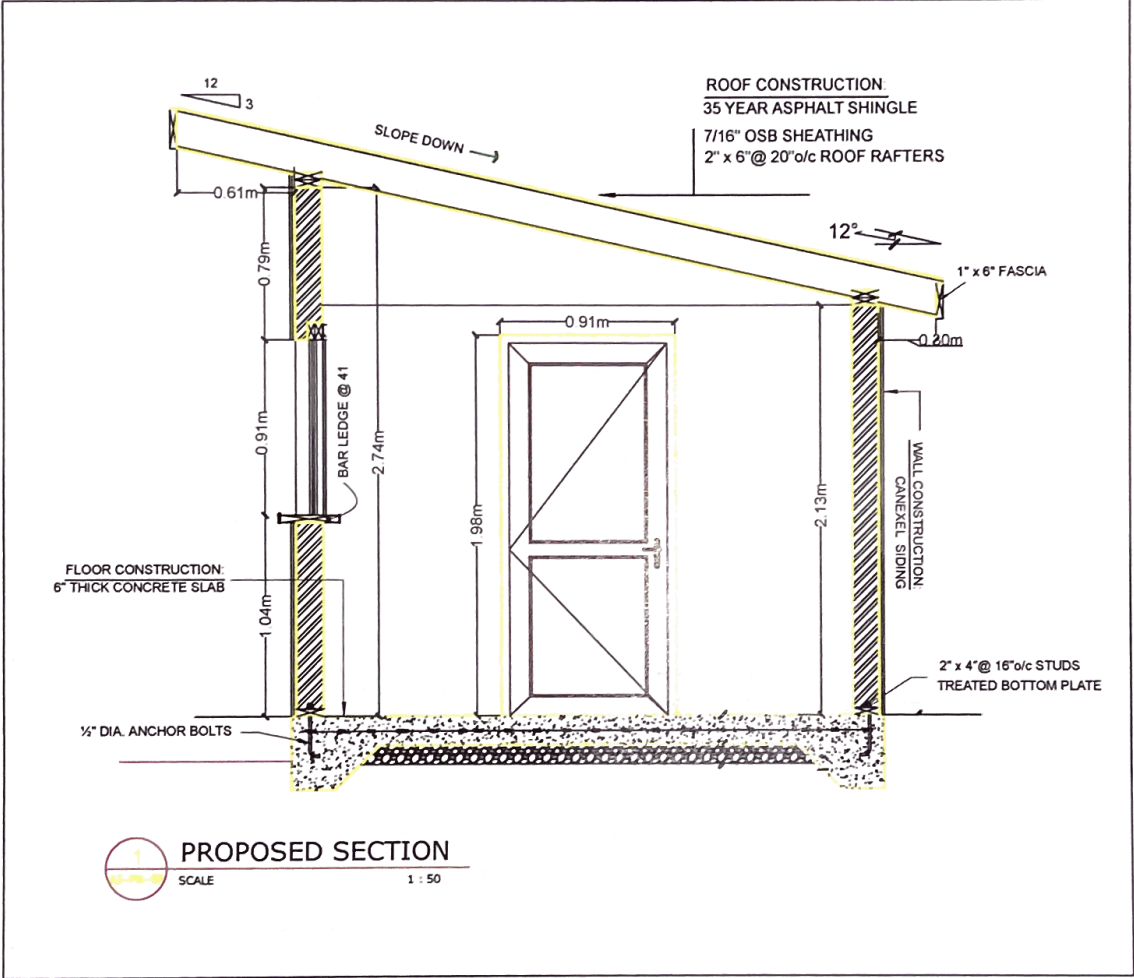 12
3
SLOPE DOWN
ROOF CONSTRUCTION:
35 YEAR ASPHALT SHINGLE
7/16" OSB SHEATHING
2" x 6"@ 20"o/c ROOF RAFTERS
0.61m
12°
1" x 6" FASCIA
0.79m
0.91m
0.30m
0.91m
BAR LEDGE @ 41
2.74m
1.98m
2.13m
WALL CONSTRUCTION:
CANEXEL SIDING
FLOOR CONSTRUCTION:
6" THICK CONCRETE SLAB
1.04m
2" x 4"@ 16"o/c STUDS
TREATED BOTTOM PLATE
½" DIA. ANCHOR BOLTS
1
PROPOSED SECTION
SCALE
1 : 50